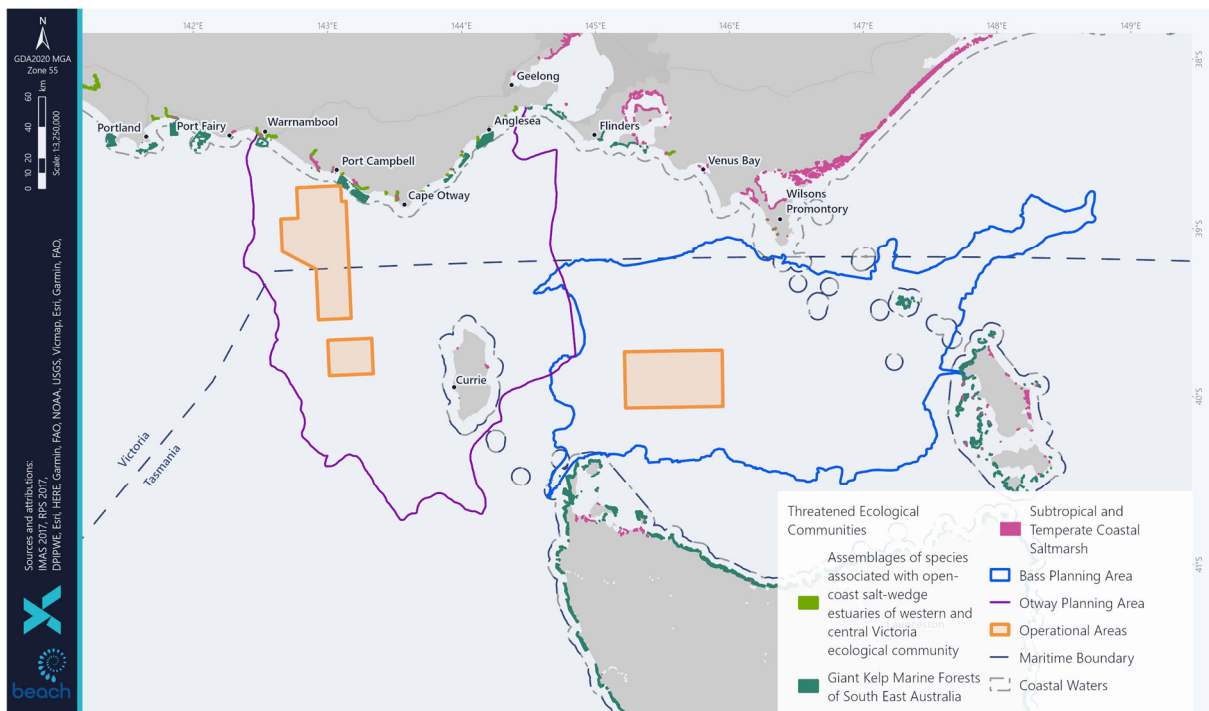 N
GDA2020 MGA
Zone 55
km
60
40
20
10
0
Scale: 1:3,250,000
Sources and attributions:
IMAS 2017, RPS 2017,
DPIPWE, Esri, HERE, Garmin, FAO, NOAA, USGS, Vicmap, Esri, Garmin, FAO,
beach
142°E
143°E
144°E
145°E
146°E
147°E
148°E
149°E
38°S
39°S
40°S
41°S
Geelong
Portland
Port Fairy
Warrnambool
Anglesea
Flinders
Port Campbell
Venus Bay
Cape Otway
Wilsons
Promontory
Currie
Victoria
Tasmania
Threatened Ecological
Communities
Assemblages of species
associated with open-
coast salt-wedge
estuaries of western and
central Victoria
ecological community
Giant Kelp Marine Forests
of South East Australia
Subtropical and
Temperate Coastal
Saltmarsh
Bass Planning Area
Otway Planning Area
Operational Areas
Maritime Boundary
Coastal Waters